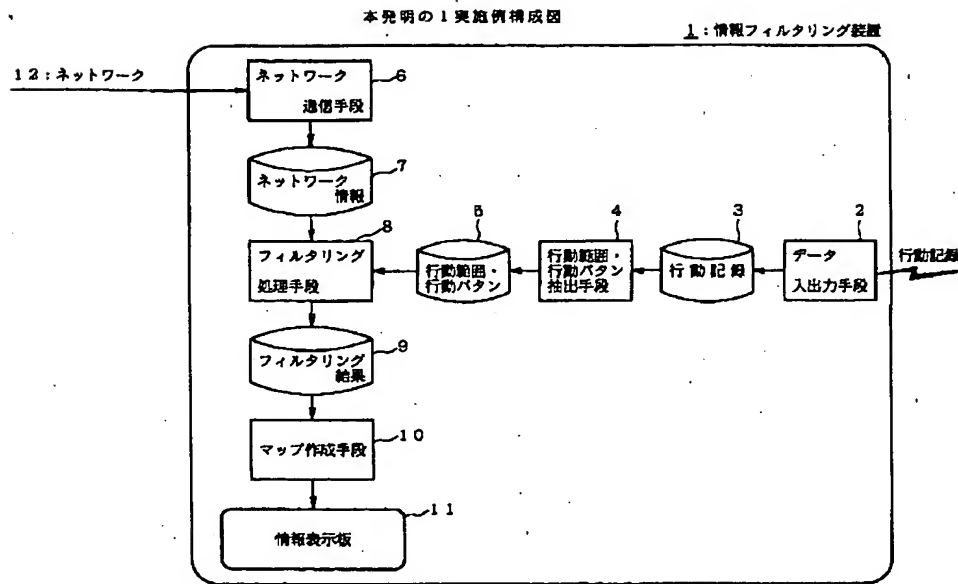 本発明の1実施例構成図
1:情報フィルタリング装置
12:ネットワーク
ネットワーク
通信手段
6
ネットワーク
情報
7
フィルタリング
処理手段
8
行動範囲・
行動パタン
5
行動範囲・
行動パタン
抽出手段
4
行動記録
3
データ
入出力手段
2
行動記録
フィルタリング
結果
9
マップ作成手段
10
情報表示板
11